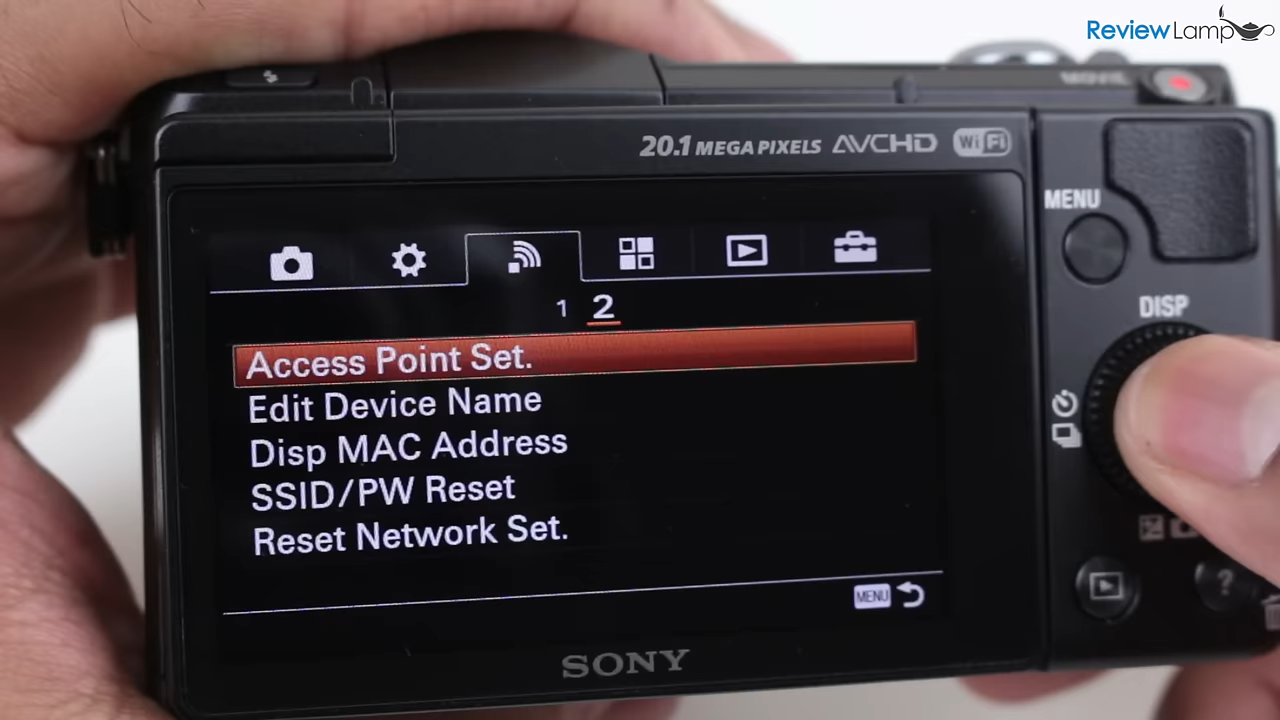 ReviewLamp
MOVIE
20.1 MEGA PIXELS AVCHD WiFi
MENU
DISP
1 2
Access Point Set.
Edit Device Name
Disp MAC Address
SSID/PW Reset
Reset Network Set.
MENU
?
SONY